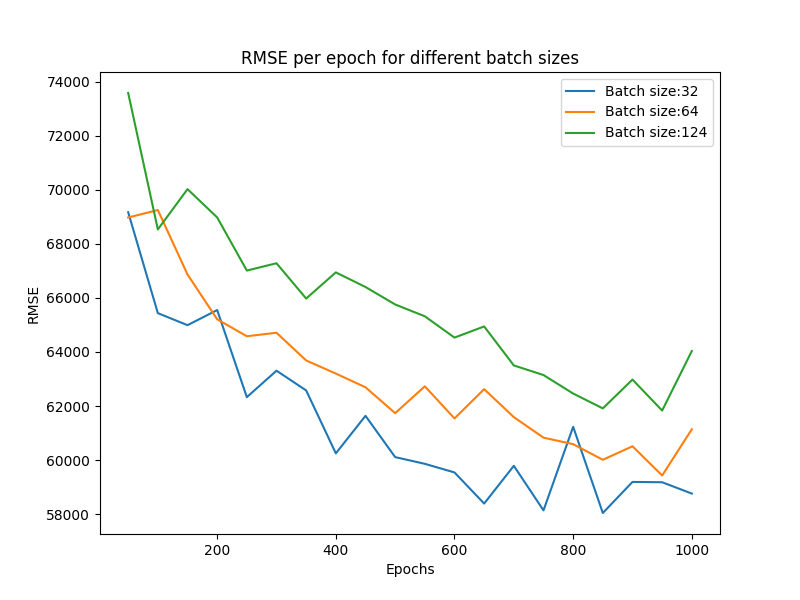 RMSE per epoch for different batch sizes
Batch size:32
Batch size:64
Batch size:124
74000
72000
70000
68000
66000
64000
62000
60000
58000
RMSE
200
400
600
800
1000
Epochs